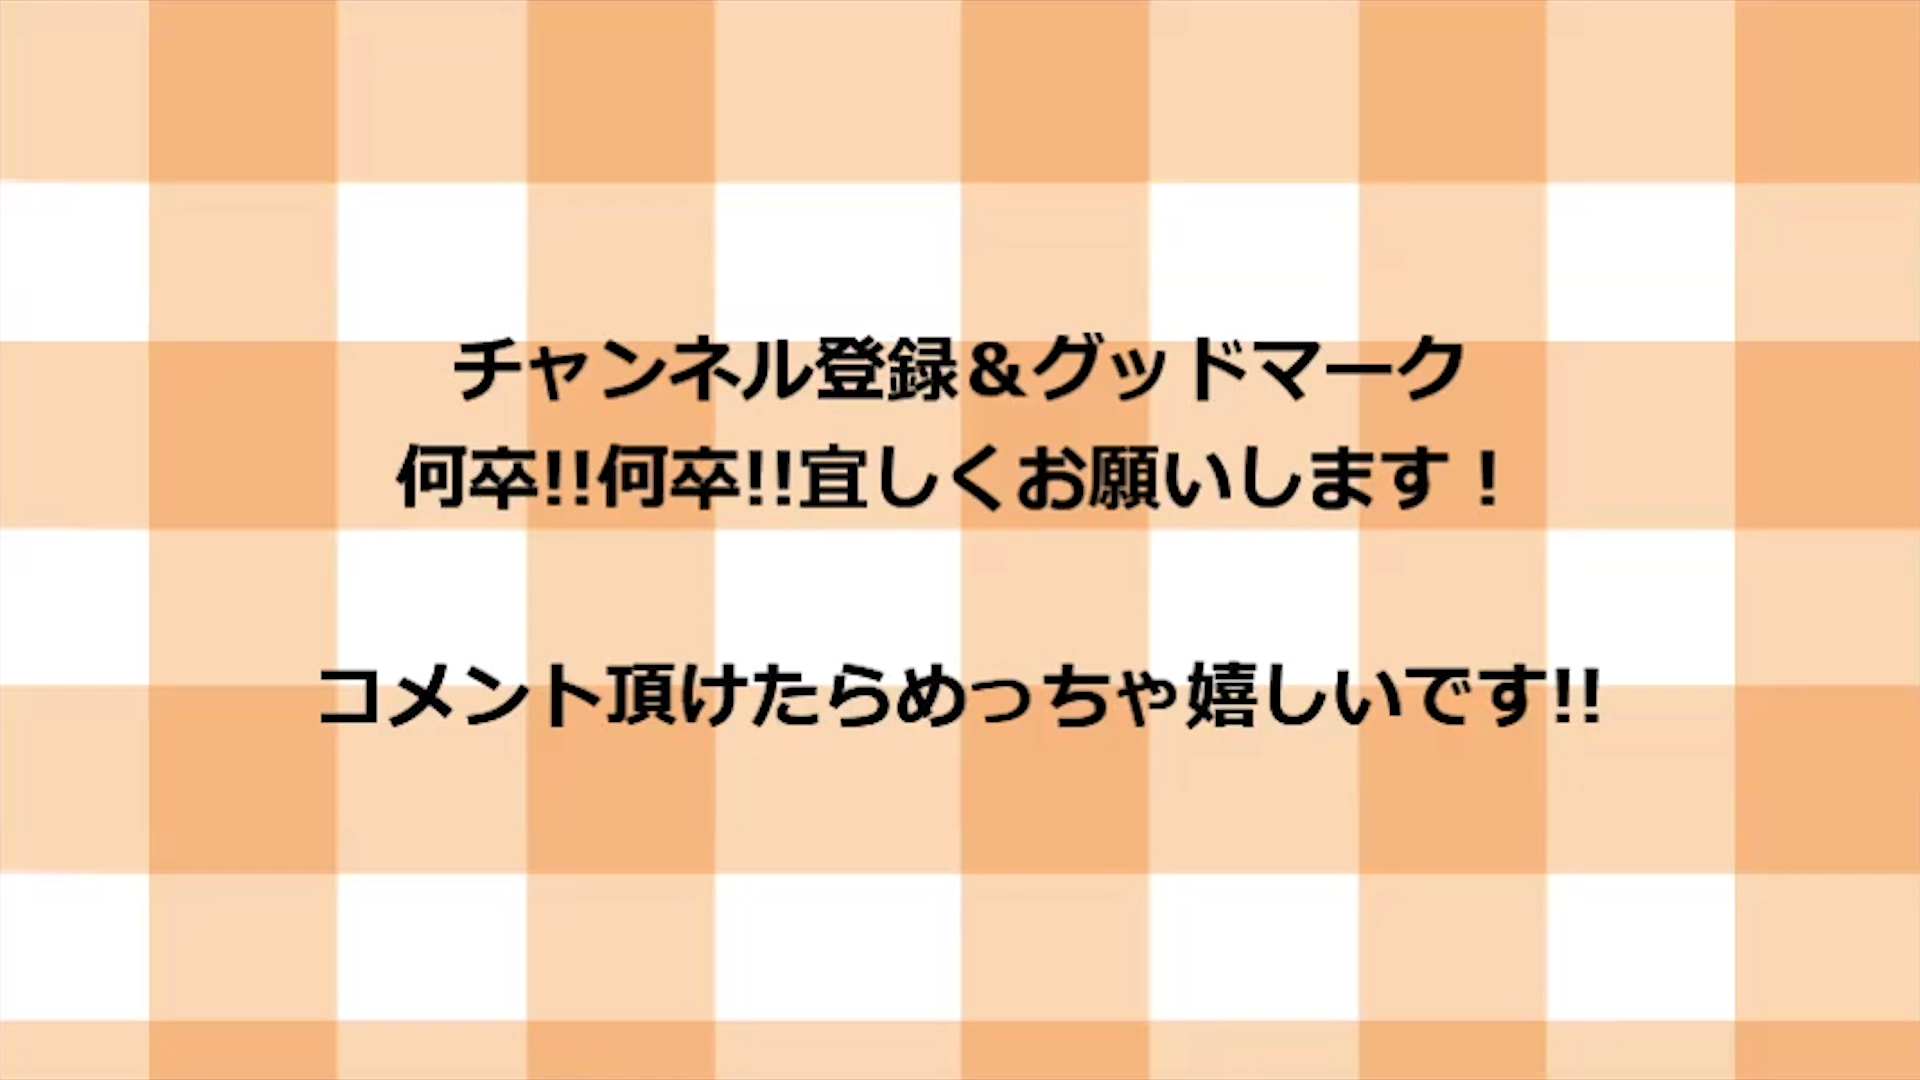 チャンネル登録＆グッドマーク
何卒!!何卒!!宜しくお願いします！
コメント頂けたらめっちゃ嬉しいです!!